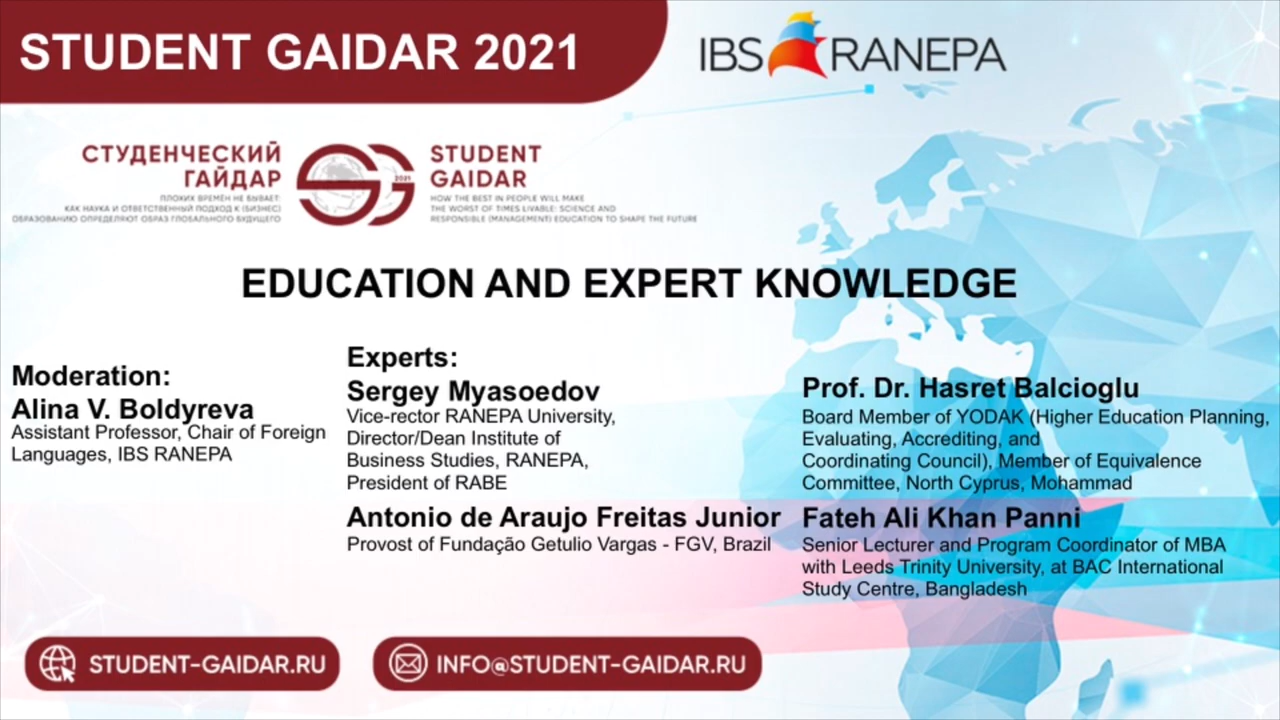 STUDENT GAIDAR 2021
IBS RANEPA
СТУДЕНЧЕСКИЙ
ГАЙДАР
ПЛОХИХ ВРЕМЁН НЕ БЫВАЕТ:
КАК НАУКА И ОТВЕТСТВЕННЫЙ ПОДХОД К (БИЗНЕС)
ОБРАЗОВАНИЮ ОПРЕДЕЛЯЮТ ОБРАЗ ГЛОБАЛЬНОГО БУДУЩЕГО
2021
STUDENT
GAIDAR
HOW THE BEST IN PEOPLE WILL MAKE
THE WORST OF TIMES LIVABLE: SCIENCE AND
RESPONSIBLE (MANAGEMENT) EDUCATION TO SHAPE THE FUTURE
EDUCATION AND EXPERT KNOWLEDGE
Moderation:
Alina V. Boldyreva
Assistant Professor, Chair of Foreign
Languages, IBS RANEPA
Experts:
Sergey Myasoedov
Vice-rector RANEPA University,
Director/Dean Institute of
Business Studies, RANEPA,
President of RABE
Antonio de Araujo Freitas Junior
Provost of Fundação Getulio Vargas - FGV, Brazil
Prof. Dr. Hasret Balcioglu
Board Member of YODAK (Higher Education Planning,
Evaluating, Accrediting, and
Coordinating Council), Member of Equivalence
Committee, North Cyprus, Mohammad
Fateh Ali Khan Panni
Senior Lecturer and Program Coordinator of MBA
with Leeds Trinity University, at BAC International
Study Centre, Bangladesh
STUDENT-GAIDAR.RU
INFO@STUDENT-GAIDAR.RU